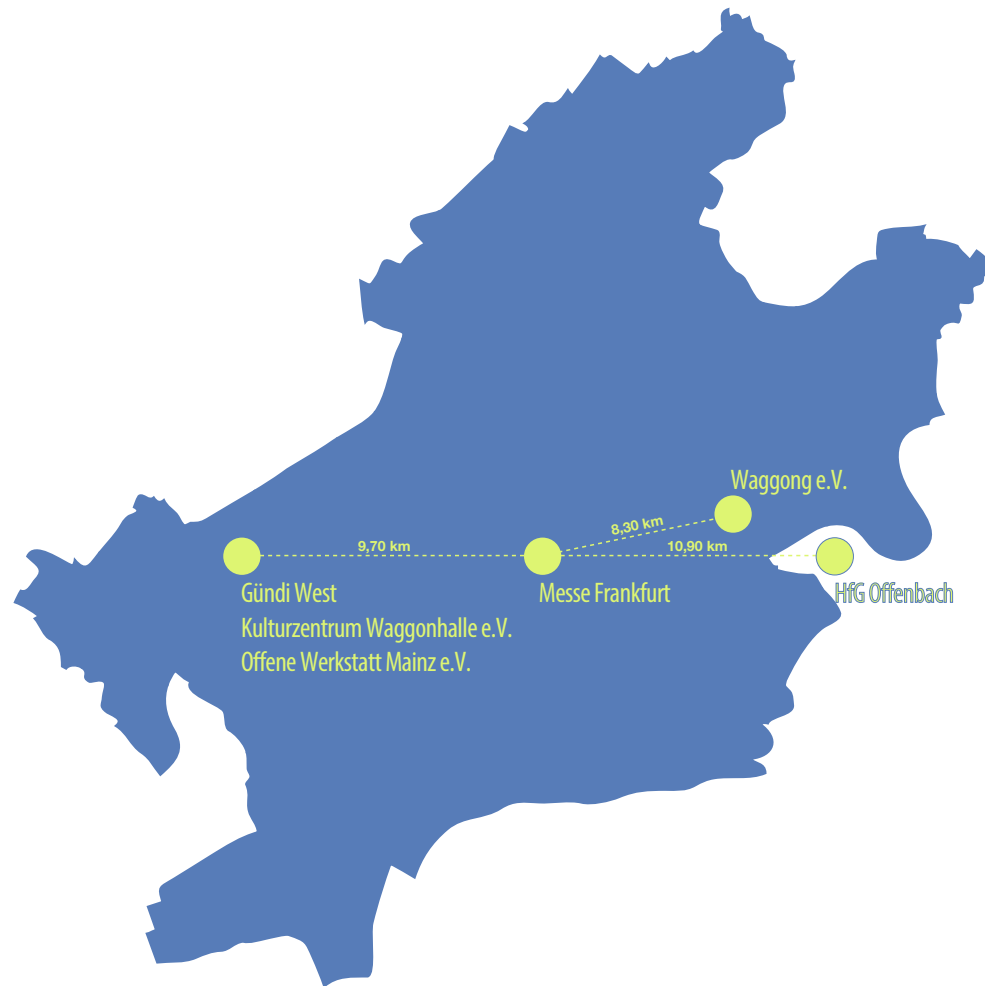 Waggong e.V.
8,30 km
9,70 km
10,90 km
Gündi West
Kulturzentrum Waggonhalle e.V.
Offene Werkstatt Mainz e.V.
Messe Frankfurt
HfG Offenbach